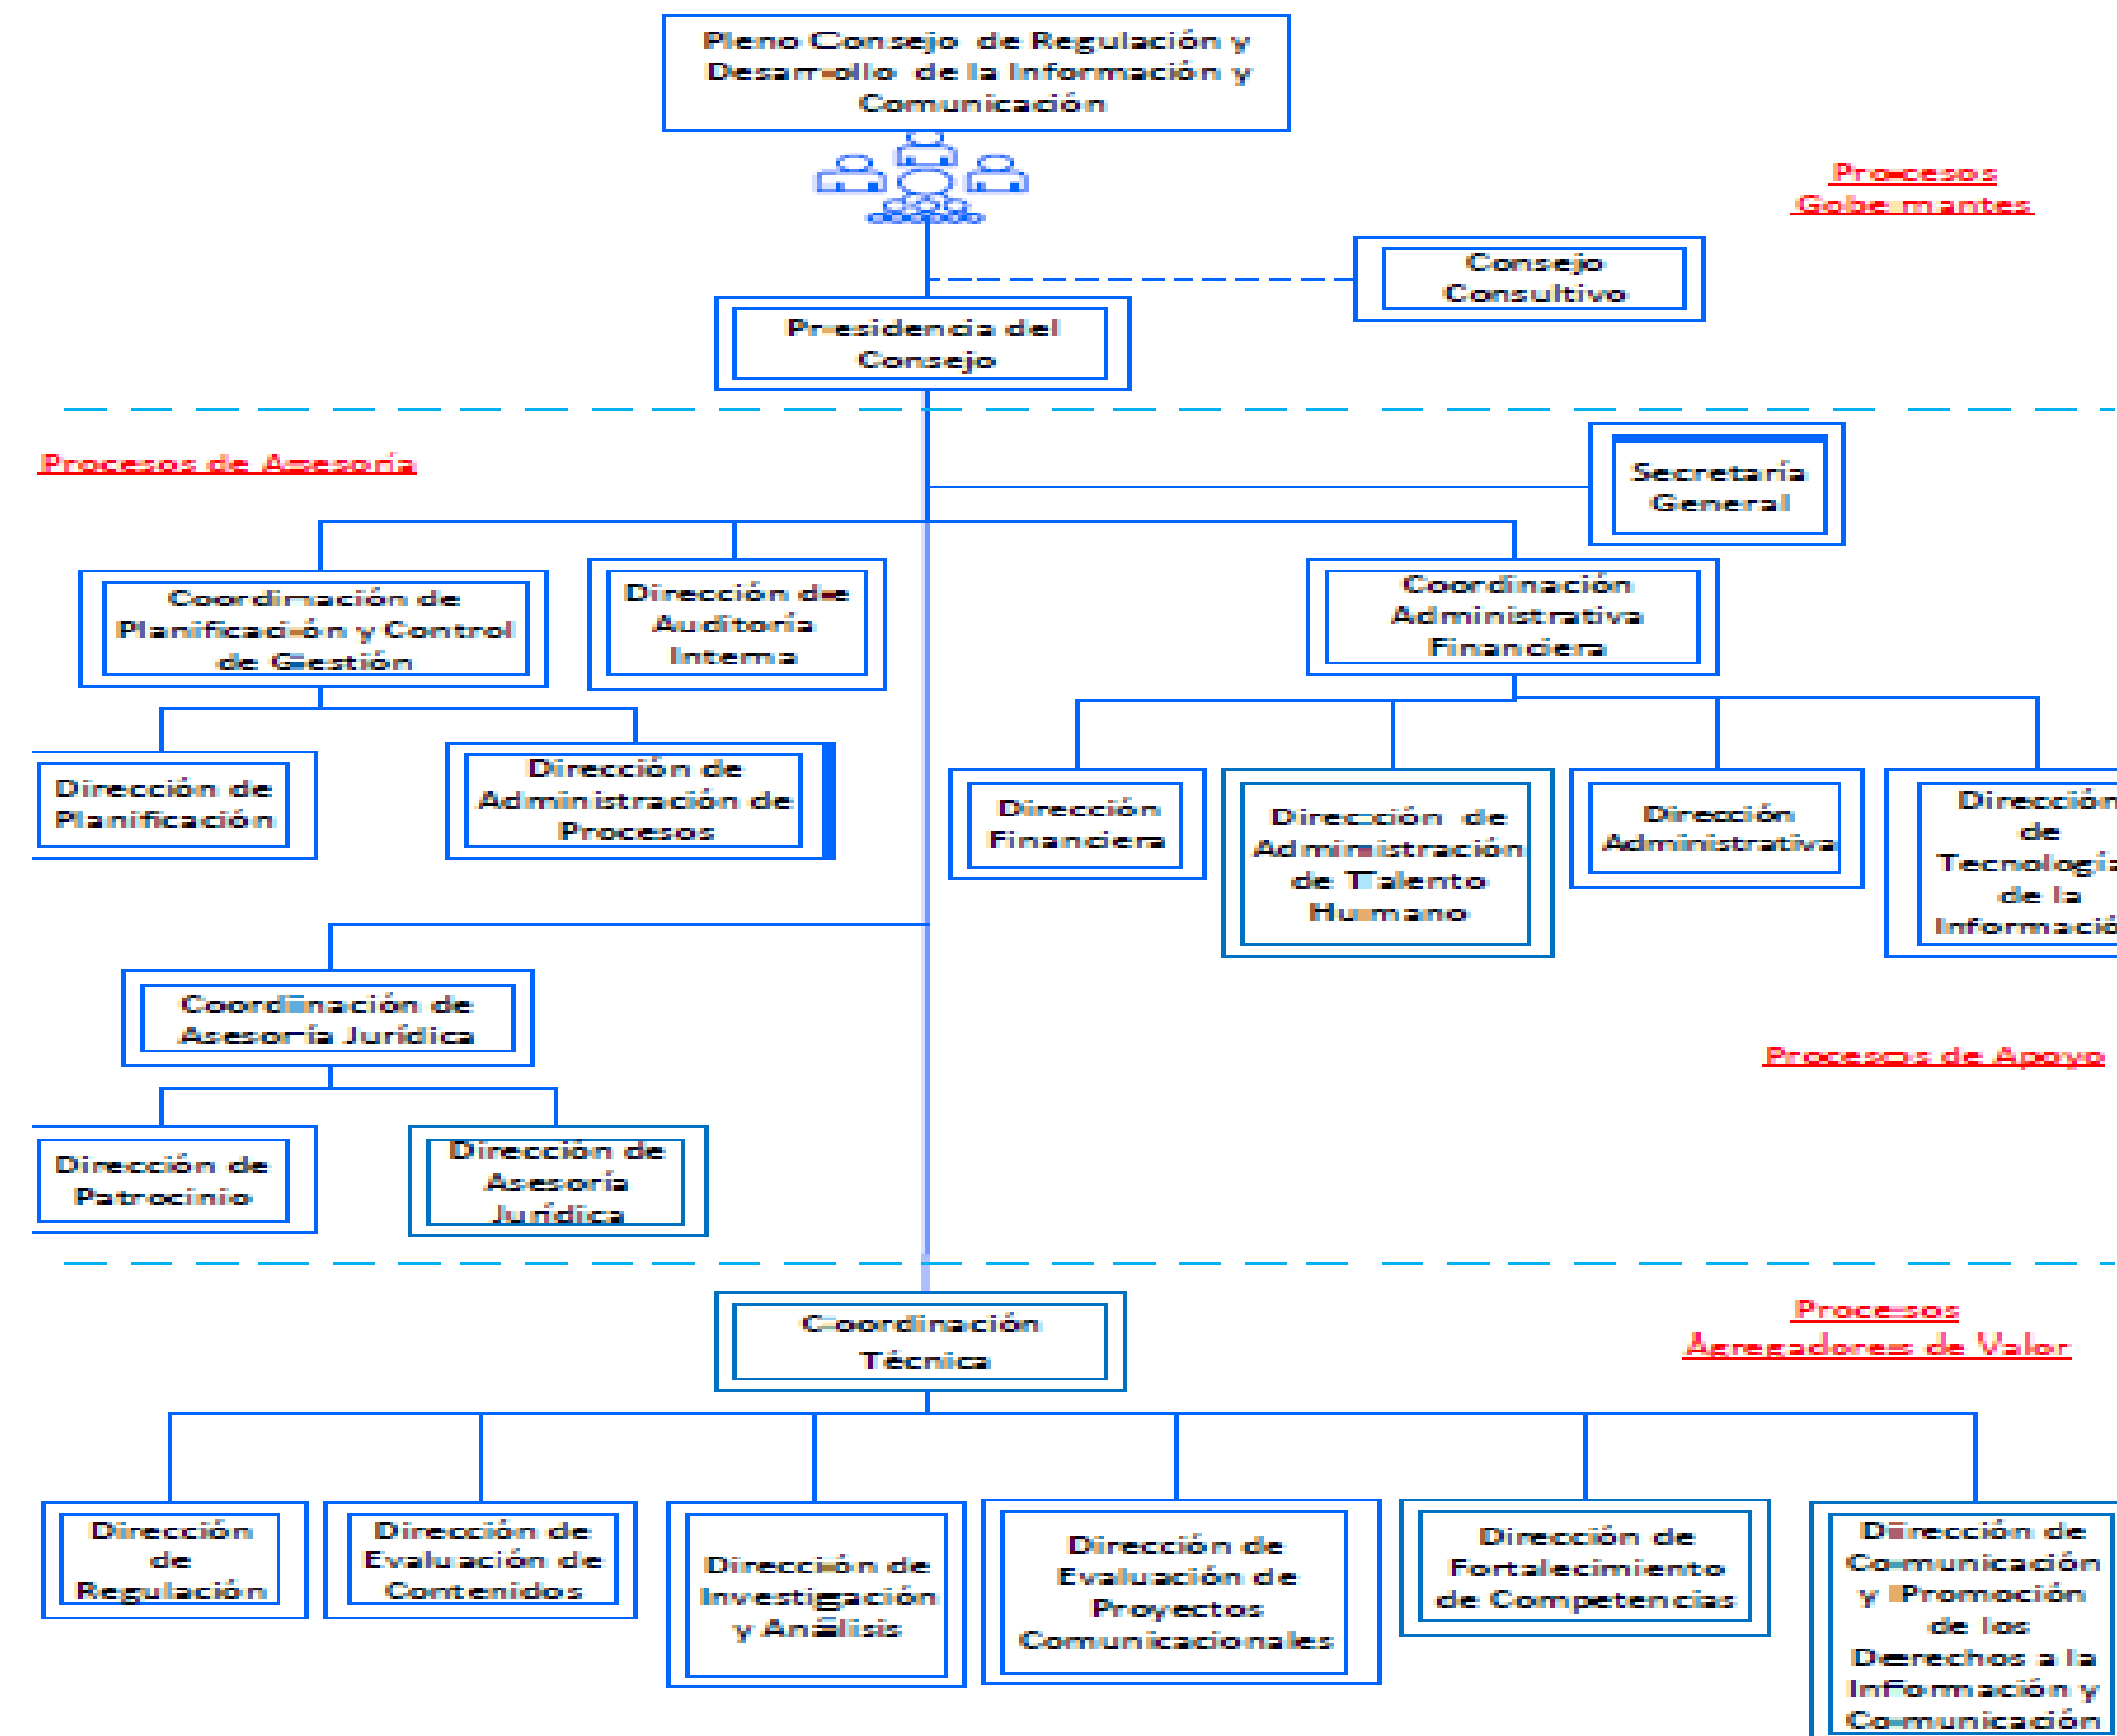 Pleno Consejo de Regulación y
Desarrollo de la Información y
Comunicación
Procesos
Gobernantes
Consejo
Consultivo
Presidencia del
Consejo
Procesos de Asesoría
Secretaría
General
Coordinación de
Planificación y Control
de Gestión
Dirección de
Auditoría
Interna
Coordinación
Administrativa
Financiera
Dirección de
Planificación
Dirección de
Administración de
Procesos
Dirección
Financiera
Dirección de
Administración
de Talento
Humano
Dirección
Administrativa
Dirección
de
Tecnología
de la
Informació
Coordinación de
Asesoría Jurídica
Procesos de Apoyo
Dirección de
Patrocinio
Dirección de
Asesoría
Jurídica
Coordinación
Técnica
Procesos
Agregadores de Valor
Dirección
de
Regulación
Dirección de
Evaluación de
Contenidos
Dirección de
Investigación
y Análisis
Dirección de
Evaluación de
Proyectos
Comunicacionales
Dirección de
Fortalecimiento
de Competencias
Dirección de
Comunicación
y Promoción
de los
Derechos a la
Información y
Comunicación